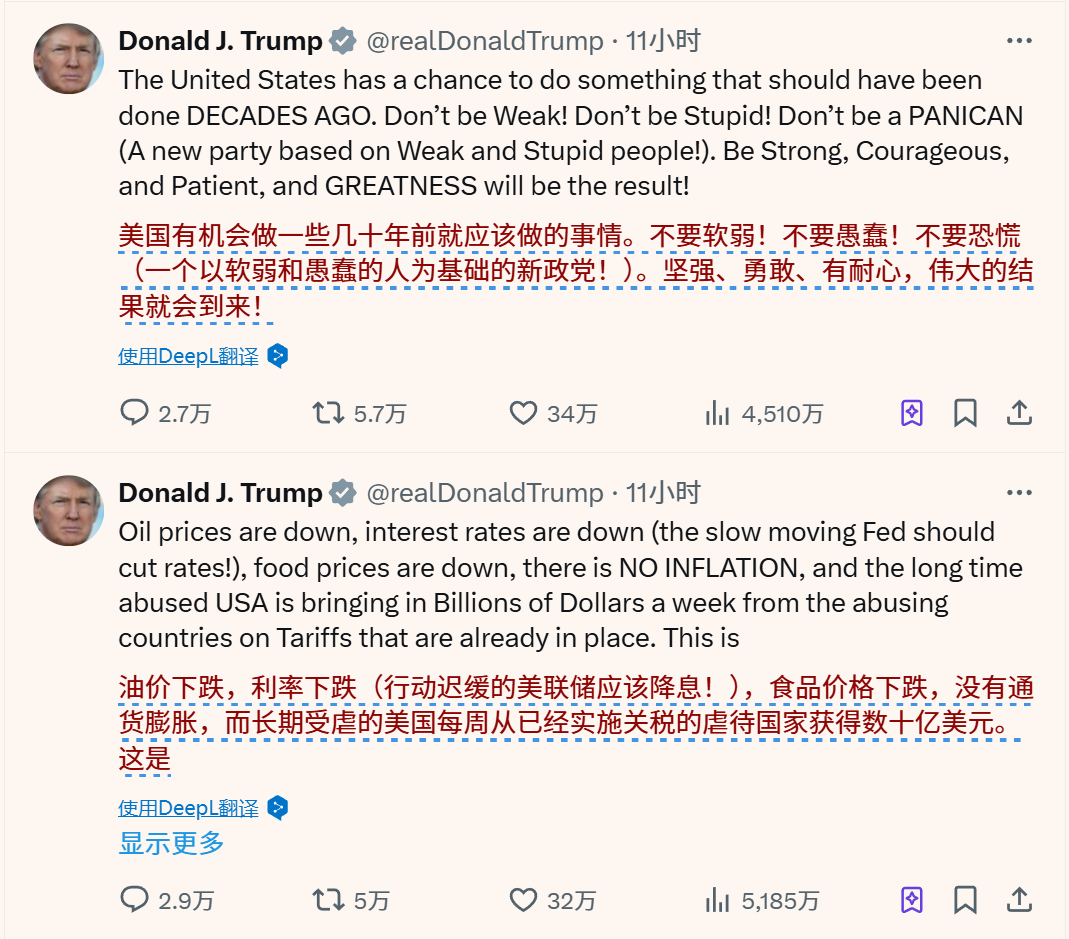 Donald J. Trump @realDonaldTrump · 11小时
The United States has a chance to do something that should have been
done DECADES AGO. Don’t be Weak! Don’t be Stupid! Don’t be a PANICAN
(A new party based on Weak and Stupid people!). Be Strong, Courageous,
and Patient, and GREATNESS will be the result!
美国有机会做一些几十年前就应该做的事情。不要软弱！不要愚蠢！不要恐慌
（一个以软弱和愚蠢的人为基础的新政党！）。坚强、勇敢、有耐心，伟大的结
果就会到来！
使用DeepL翻译
2.7万 5.7万 34万 4,510万
Donald J. Trump @realDonaldTrump · 11小时
Oil prices are down, interest rates are down (the slow moving Fed should
cut rates!), food prices are down, there is NO INFLATION, and the long time
abused USA is bringing in Billions of Dollars a week from the abusing
countries on Tariffs that are already in place. This is
油价下跌，利率下跌（行动迟缓的美联储应该降息！），食品价格下跌，没有通
货膨胀，而长期受虐的美国每周从已经实施关税的虐待国家获得数十亿美元。
这是
使用DeepL翻译
显示更多
2.9万 5万 32万 5,185万